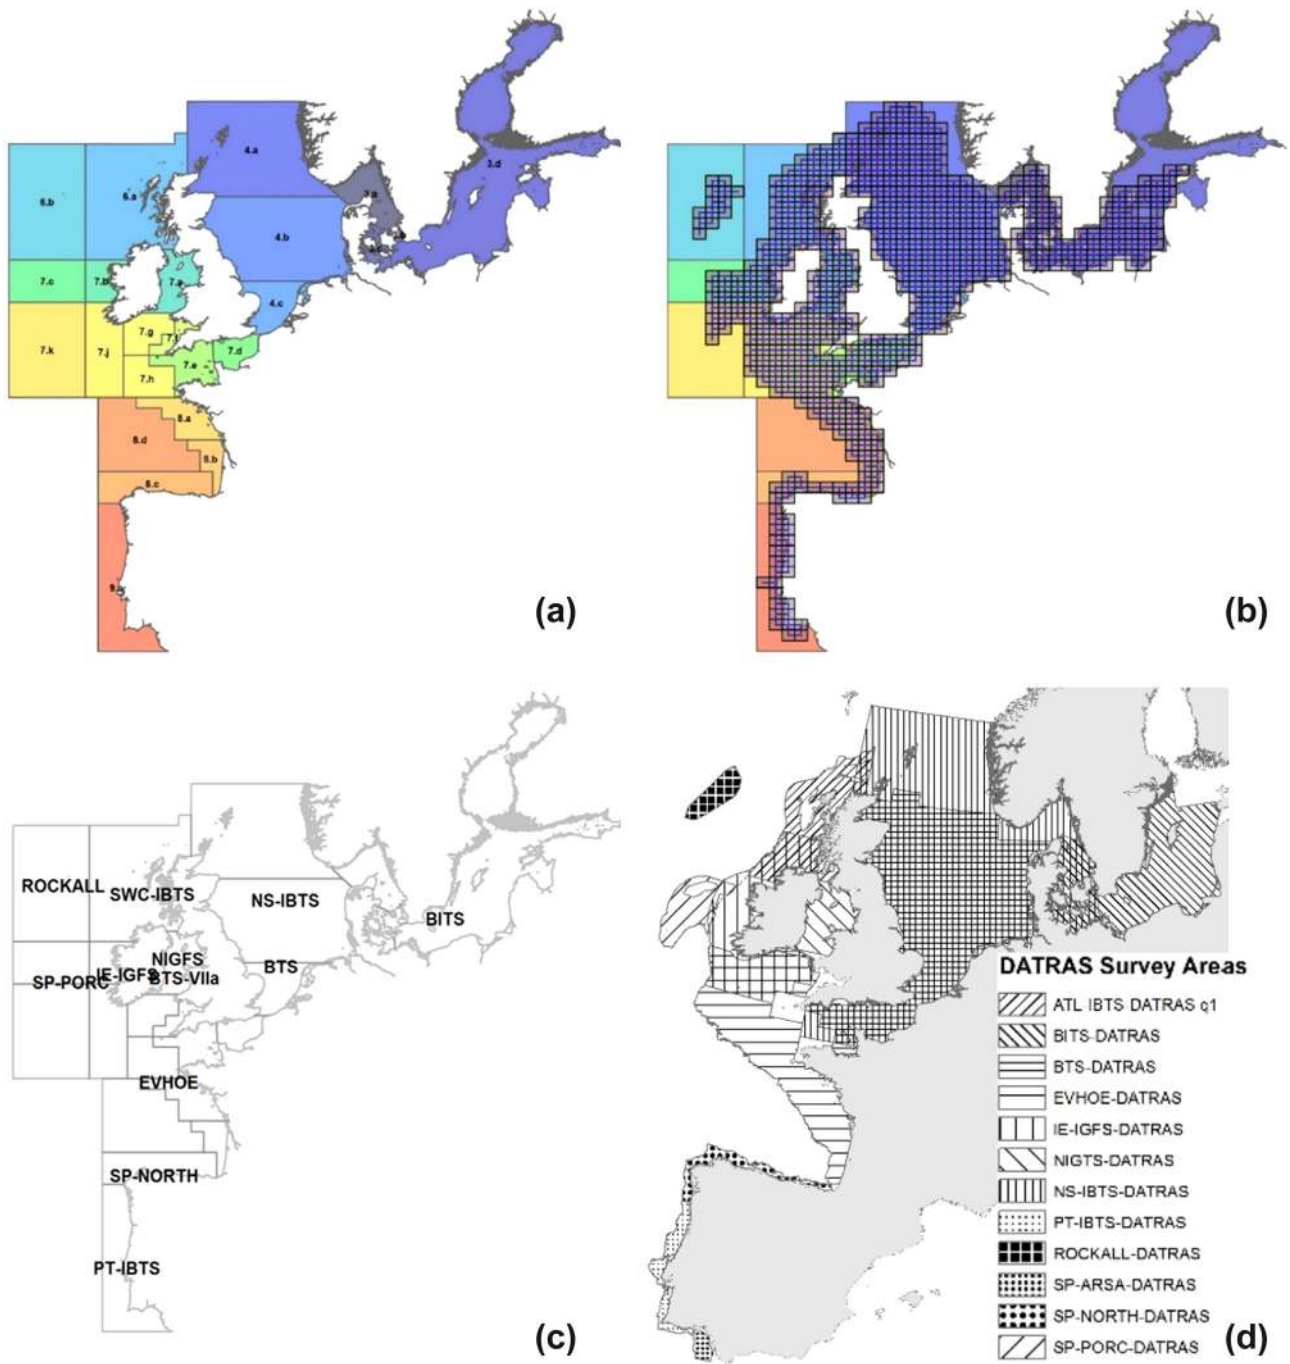 3.d
4.a
3.a
6.b
6.a
4.b
7.c
7.b
7.a
4.c
7.k
7.j
7.g
7.d
7.e
7.h
8.a
8.d
8.b
8.c
(a)
(b)
ROCKALL
SWC-IBTS
NS-IBTS
BITS
NIGFS
BTS
SP-PORC
IE-IGFS
BTS-VIIa
EVHOE
SP-NORTH
PT-IBTS
(c)
DATRAS Survey Areas
ATL IBTS DATRAS q1
BITS-DATRAS
BTS-DATRAS
EVHOE-DATRAS
IE-IGFS-DATRAS
NIGTS-DATRAS
NS-IBTS-DATRAS
PT-IBTS-DATRAS
ROCKALL-DATRAS
SP-ARSA-DATRAS
SP-NORTH-DATRAS
SP-PORC-DATRAS
(d)